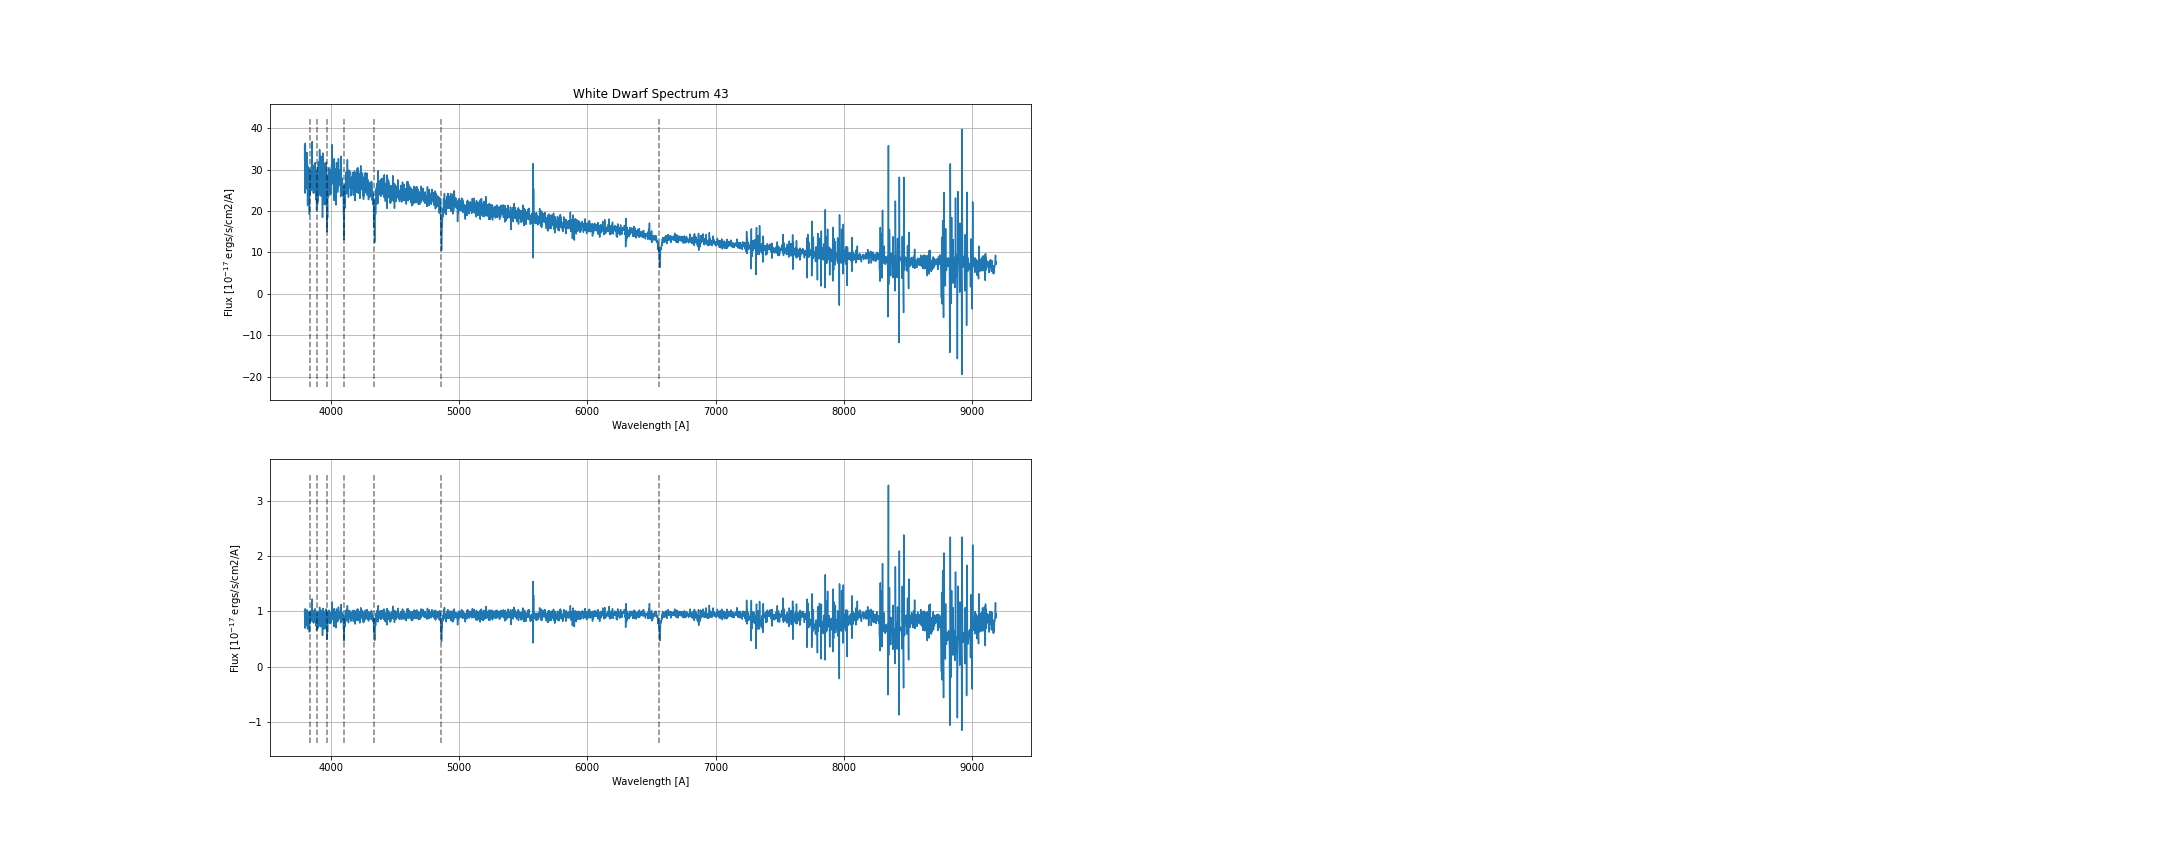 White Dwarf Spectrum 43
40
30
20
10
0
−10
−20
Flux [10⁻¹⁷ ergs/s/cm2/A]
4000 5000 6000 7000 8000 9000
Wavelength [A]
3
2
1
0
−1
Flux [10⁻¹⁷ ergs/s/cm2/A]
4000 5000 6000 7000 8000 9000
Wavelength [A]